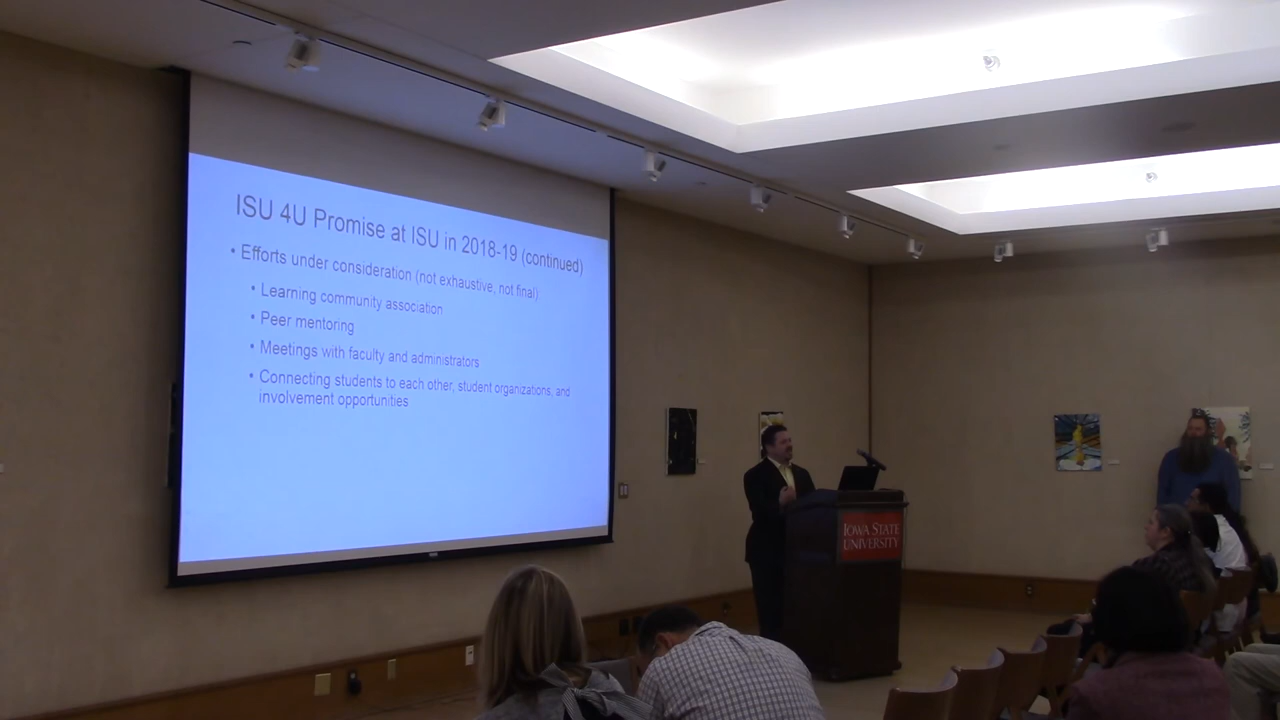 ISU 4U Promise at ISU in 2018-19 (continued)
• Efforts under consideration (not exhaustive, not final):
• Learning community association
• Peer mentoring
• Meetings with faculty and administrators
• Connecting students to each other, student organizations, and
involvement opportunities
IOWA STATE
UNIVERSITY